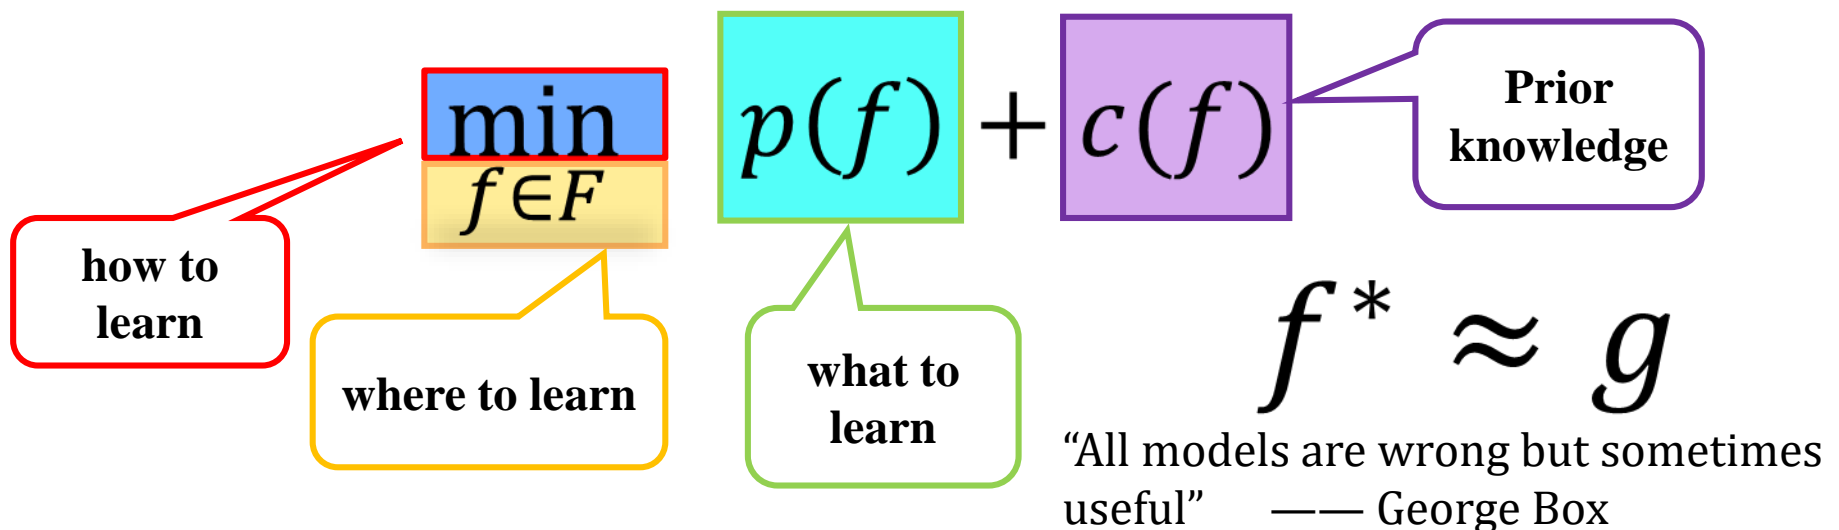 min
f∈F
p(f) + c(f)
Prior
knowledge
how to
learn
where to learn
what to
learn
f* ≈ g
“All models are wrong but sometimes
useful” —— George Box